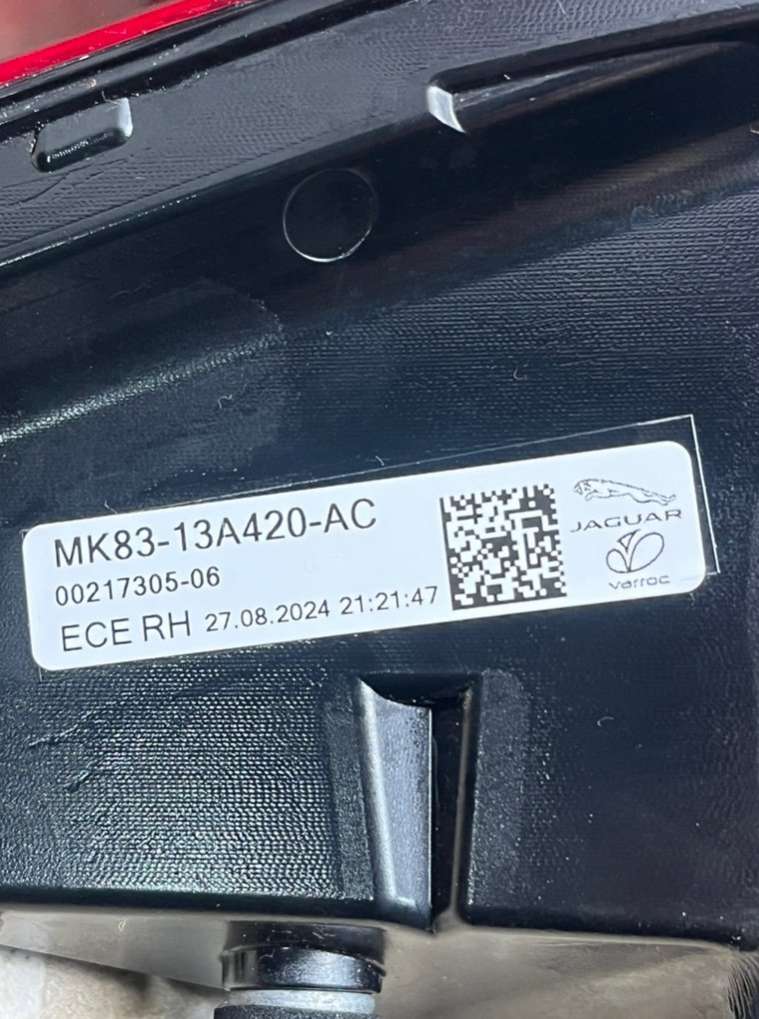 MK83-13A420-AC
00217305-06
ECE RH 27.08.2024 21:21:47
JAGUAR
varroc